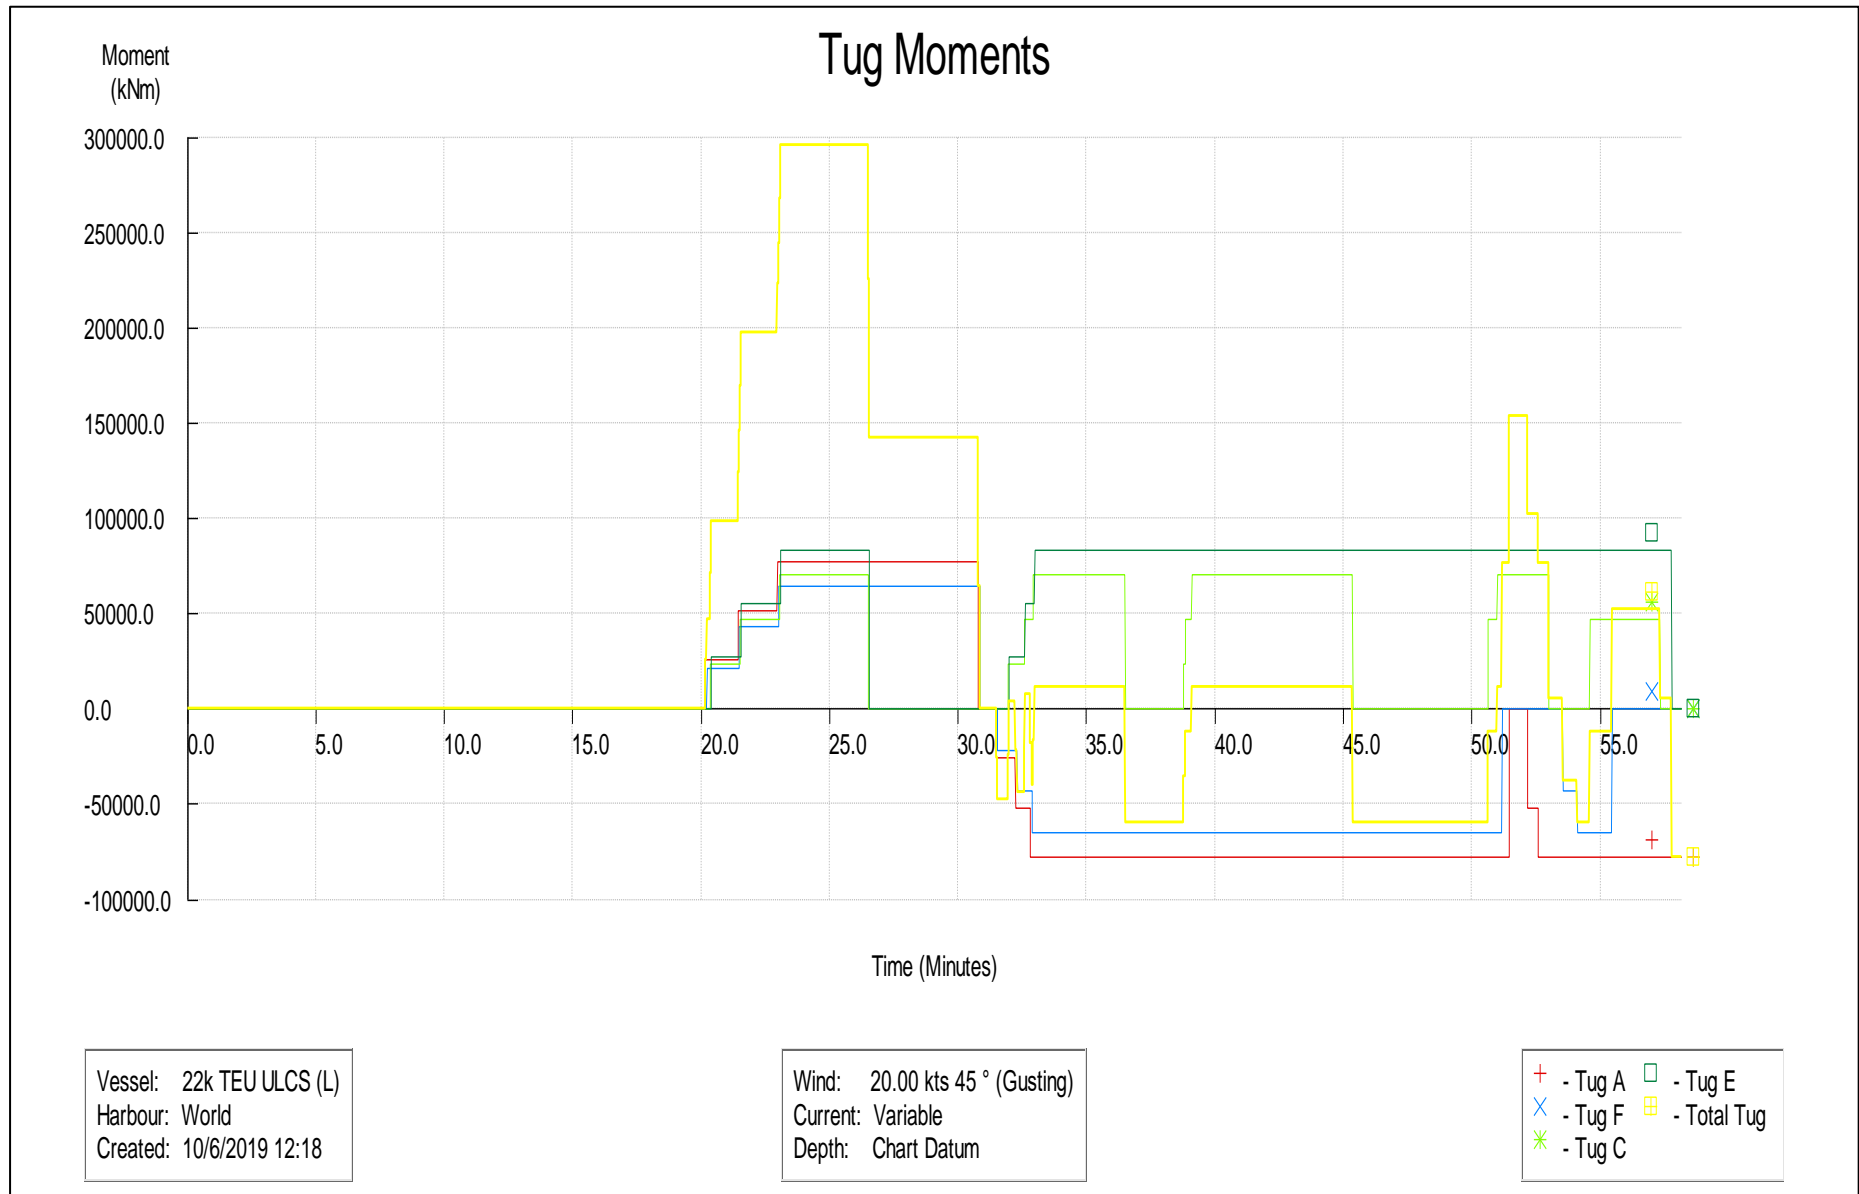 Tug Moments
Moment
(kNm)
300000.0
250000.0
200000.0
150000.0
100000.0
50000.0
0.0
-50000.0
-100000.0
0.0 5.0 10.0 15.0 20.0 25.0 30.0 35.0 40.0 45.0 50.0 55.0
Time (Minutes)
Vessel: 22k TEU ULCS (L)
Harbour: World
Created: 10/6/2019 12:18
Wind: 20.00 kts 45 ° (Gusting)
Current: Variable
Depth: Chart Datum
- Tug A - Tug E
- Tug F - Total Tug
- Tug C